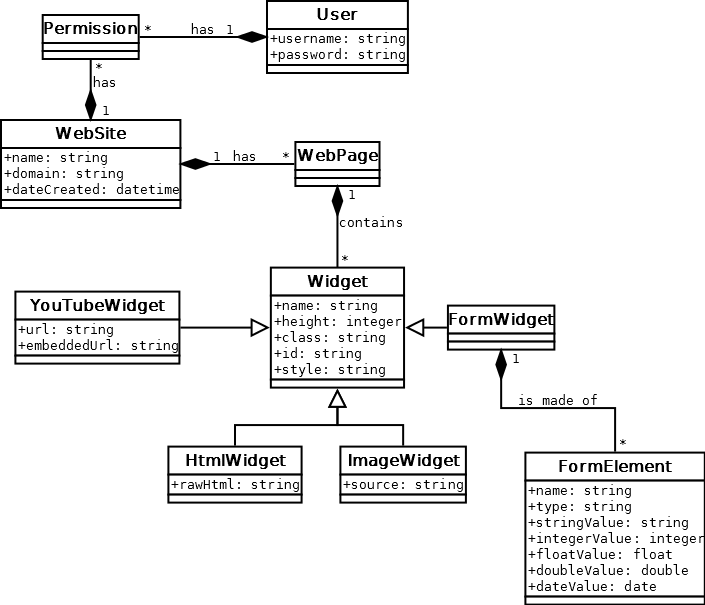 User
+username: string
+password: string
Permission
* has 1
*
has
1
WebSite
+name: string
+domain: string
+dateCreated: datetime
1 has *
WebPage
1
contains
*
Widget
+name: string
+height: integer
+class: string
+id: string
+style: string
YouTubeWidget
+url: string
+embeddedUrl: string
FormWidget
1
is made of
*
HtmlWidget
+rawHtml: string
ImageWidget
+source: string
FormElement
+name: string
+type: string
+stringValue: string
+integerValue: integer
+floatValue: float
+doubleValue: double
+dateValue: date